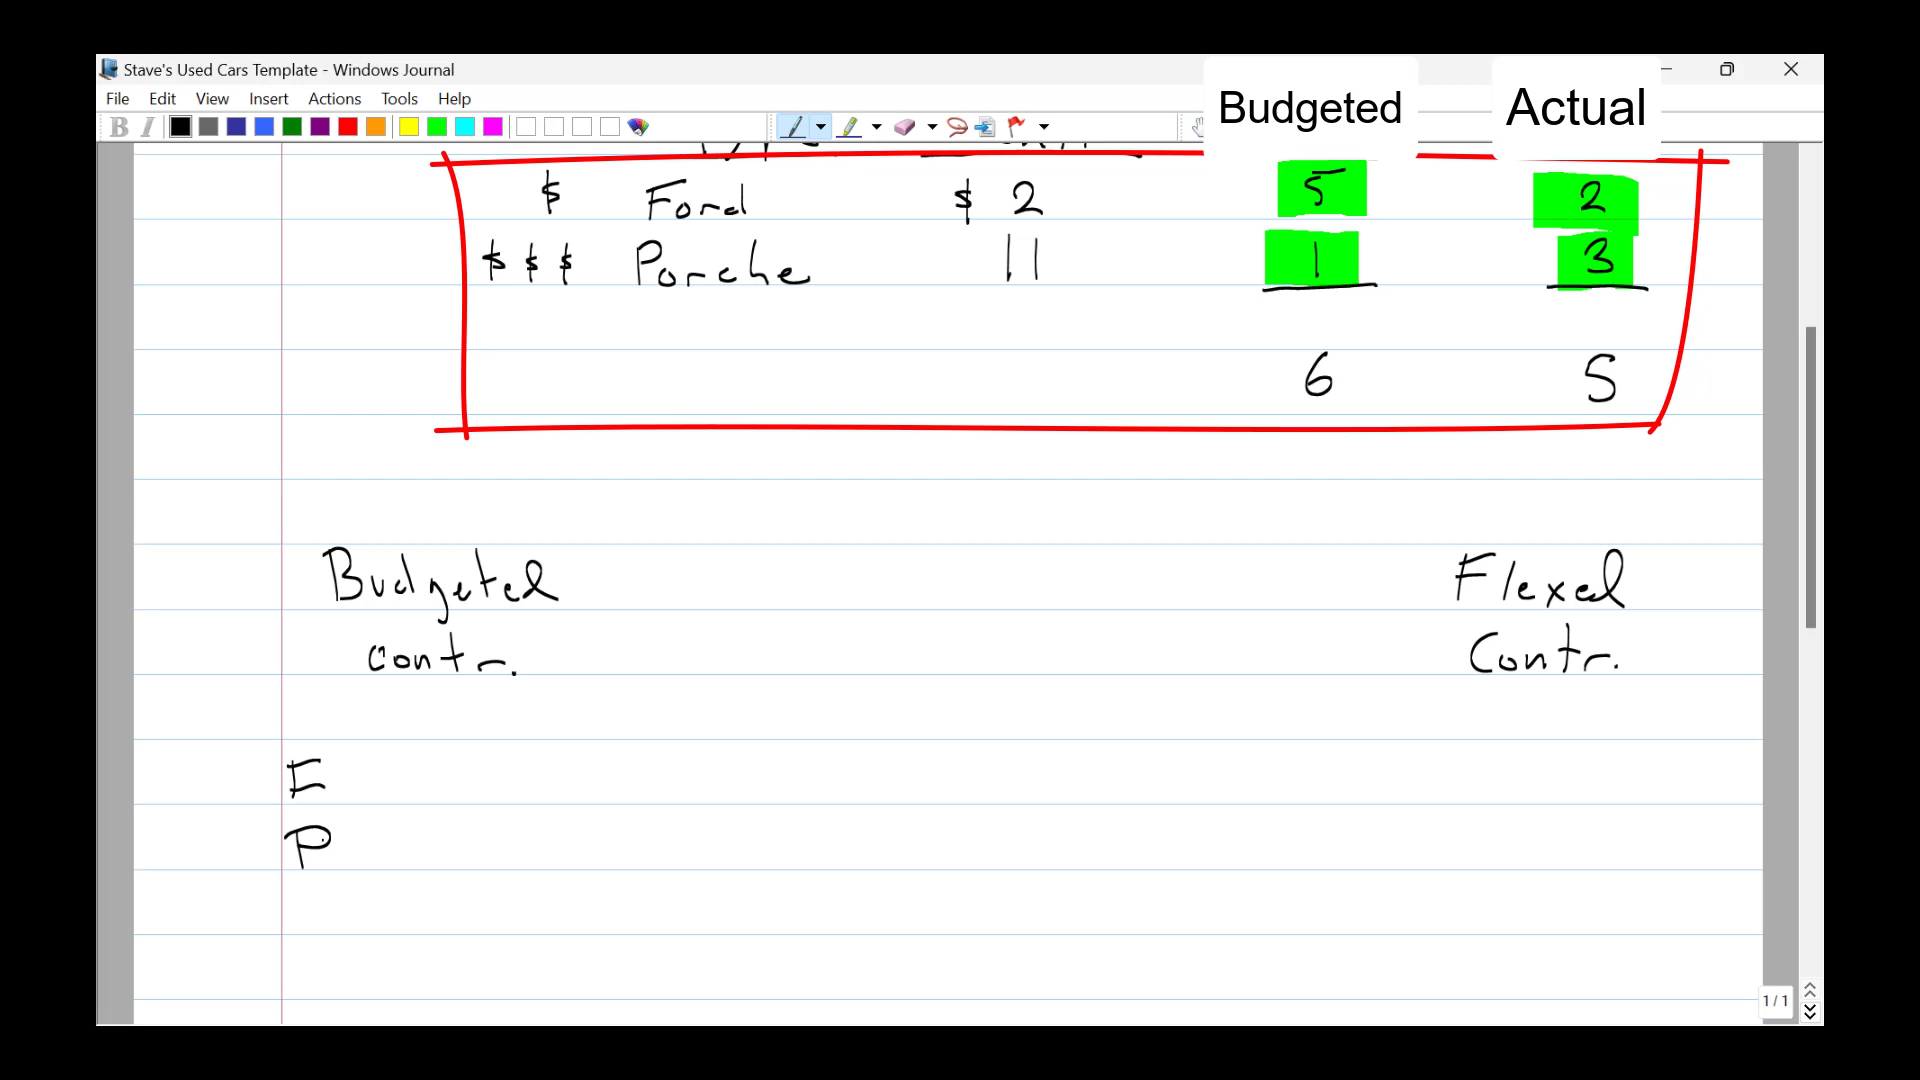 Stave's Used Cars Template - Windows Journal
File Edit View Insert Actions Tools Help
B I
Budgeted Actual
$ Ford $ 2 5 2
$ $ $ Porche 11 1 3
6 5
Budgeted Flexed
contr. Contr.
F
P
1 / 1